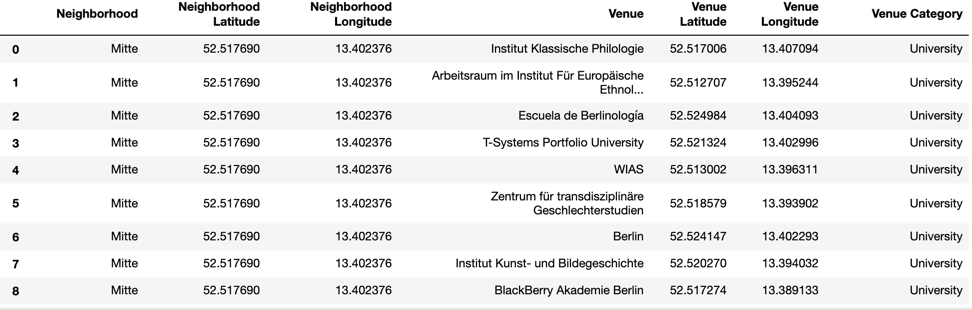 Neighborhood Neighborhood Latitude Neighborhood Longitude Venue Venue Latitude Venue Longitude Venue Category
0 Mitte 52.517690 13.402376 Institut Klassische Philologie 52.517006 13.407094 University
1 Mitte 52.517690 13.402376 Arbeitsraum im Institut Für Europäische Ethnol... 52.512707 13.395244 University
2 Mitte 52.517690 13.402376 Escuela de Berlinología 52.524984 13.404093 University
3 Mitte 52.517690 13.402376 T-Systems Portfolio University 52.521324 13.402996 University
4 Mitte 52.517690 13.402376 WIAS 52.513002 13.396311 University
5 Mitte 52.517690 13.402376 Zentrum für transdisziplinäre Geschlechterstudien 52.518579 13.393902 University
6 Mitte 52.517690 13.402376 Berlin 52.524147 13.402293 University
7 Mitte 52.517690 13.402376 Institut Kunst- und Bildegeschichte 52.520270 13.394032 University
8 Mitte 52.517690 13.402376 BlackBerry Akademie Berlin 52.517274 13.389133 University